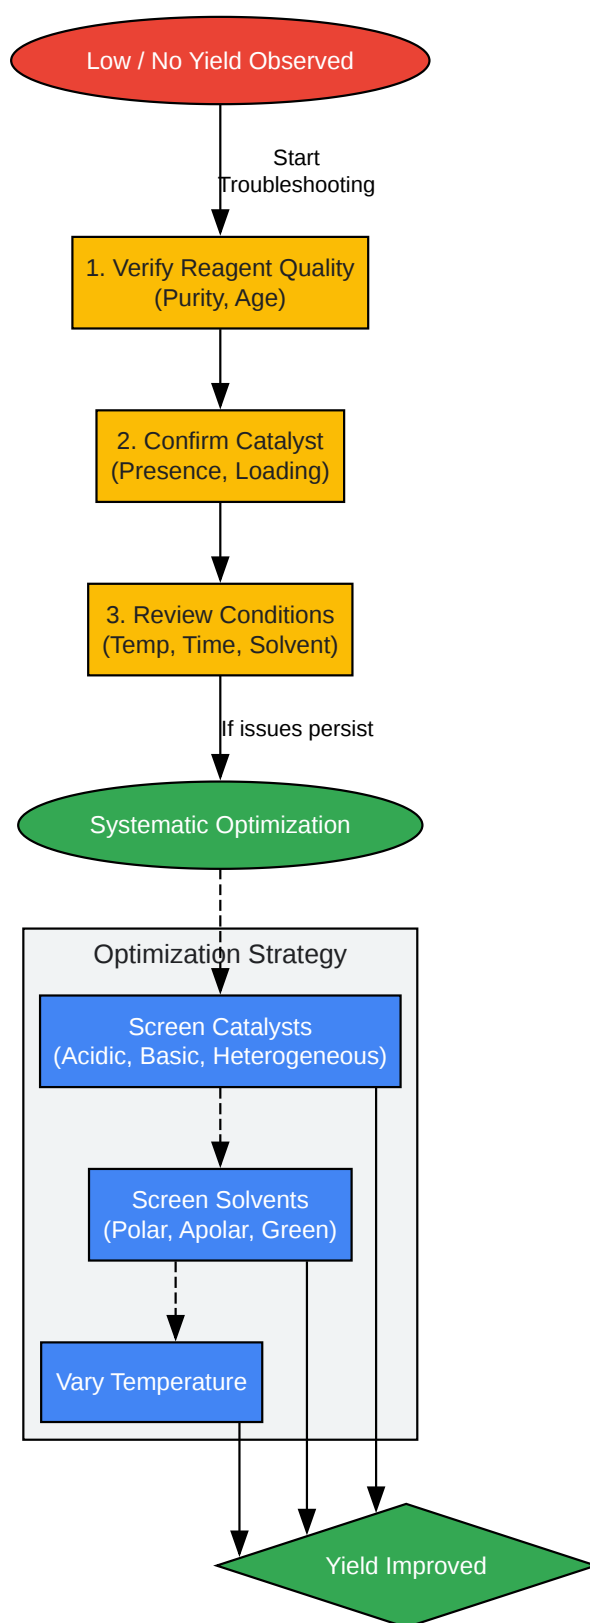 Low / No Yield Observed
Start
Troubleshooting
1. Verify Reagent Quality
(Purity, Age)
2. Confirm Catalyst
(Presence, Loading)
3. Review Conditions
(Temp, Time, Solvent)
If issues persist
Systematic Optimization
Optimization Strategy
Screen Catalysts
(Acidic, Basic, Heterogeneous)
Screen Solvents
(Polar, Apolar, Green)
Vary Temperature
Yield Improved